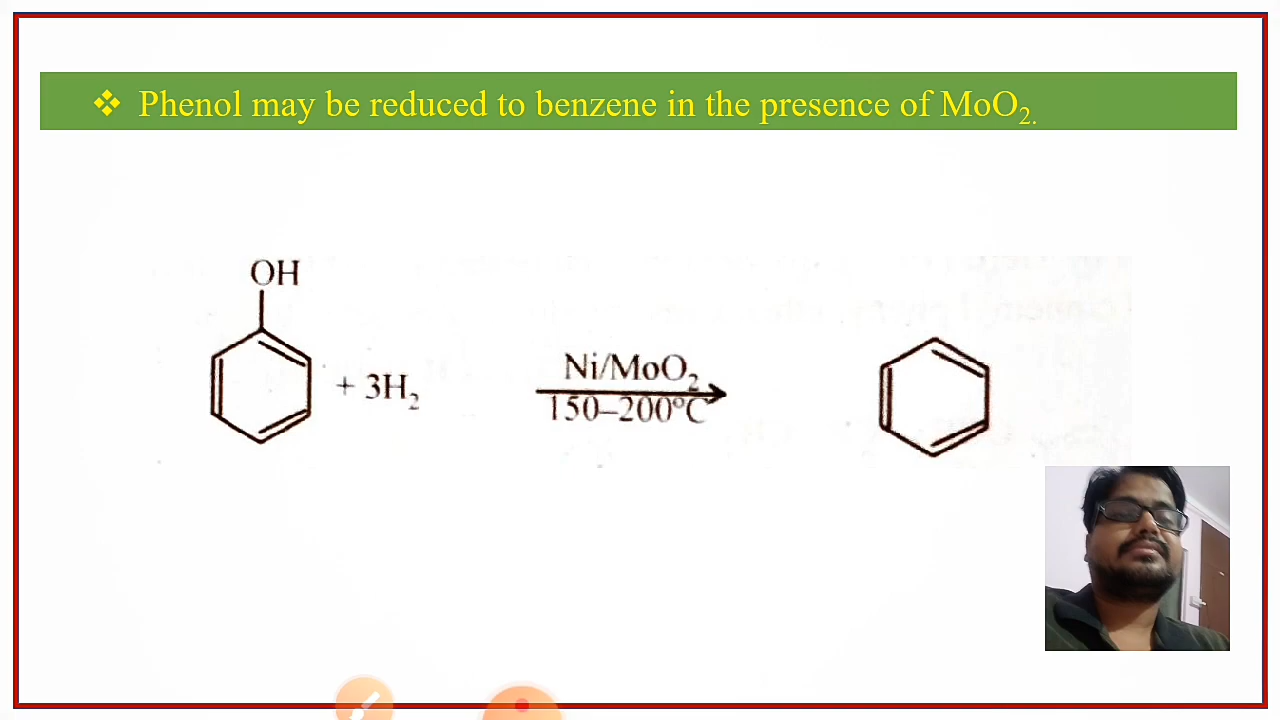 ❖ Phenol may be reduced to benzene in the presence of MoO₂.
OH
+ 3H₂
Ni/MoO₂
150–200°C